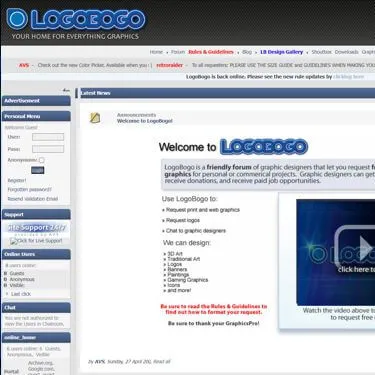 LOGOBOGO
YOUR HOME FOR EVERYTHING GRAPHICS
Home
Forum
Rules & Guidelines
Blog
LB Design Gallery
Shoutbox
Downloads
AVS - Check out the new Color Picker. Available when you
retroraider - To all requesters: PLEASE USE THE SIZE GUIDE and GUIDELINES WHEN MAKING
LogoBogo is back online. Please see the new rule updates by clicking here
Advertisement
Latest News
Personal Menu
Welcome Guest
User:
Pass:
Anonymous:
Register!
Forgotten password?
Resend Validation Email
Support
Site Support 24/7
Click for Live Support
Online Users
6 users online:
6 Guests
0 Anonymous
0 Visible:
Last click
Chat
You are not authorized to
view the Users in Chatroom.
online_home
6 users online: 6 Guests,
Anonymous, Visible
Portal
Archive.org,
Google.com,
Announcements
Welcome to LogoBogo!
Welcome to LOGOBOGO
LogoBogo is a friendly forum of graphic designers that let you request
graphics for personal or commerical projects. Graphic designers can get
receive donations, and receive paid job opportunities.
Use LogoBogo to:
» Request print and web graphics
» Request logos
» Chat to graphic designers
We can design:
» 3D Art
» Traditional Art
» Logos
» Banners
» Paintings
» Gaming Graphics
» Icons
» and more!
click here to
Watch the video above to
to request free
Be sure to read the Rules & Guidelines to
find out how to format your request.
Be sure to thank your GraphicsPro!
by AVS, Sunday, 27 April 200, Read all